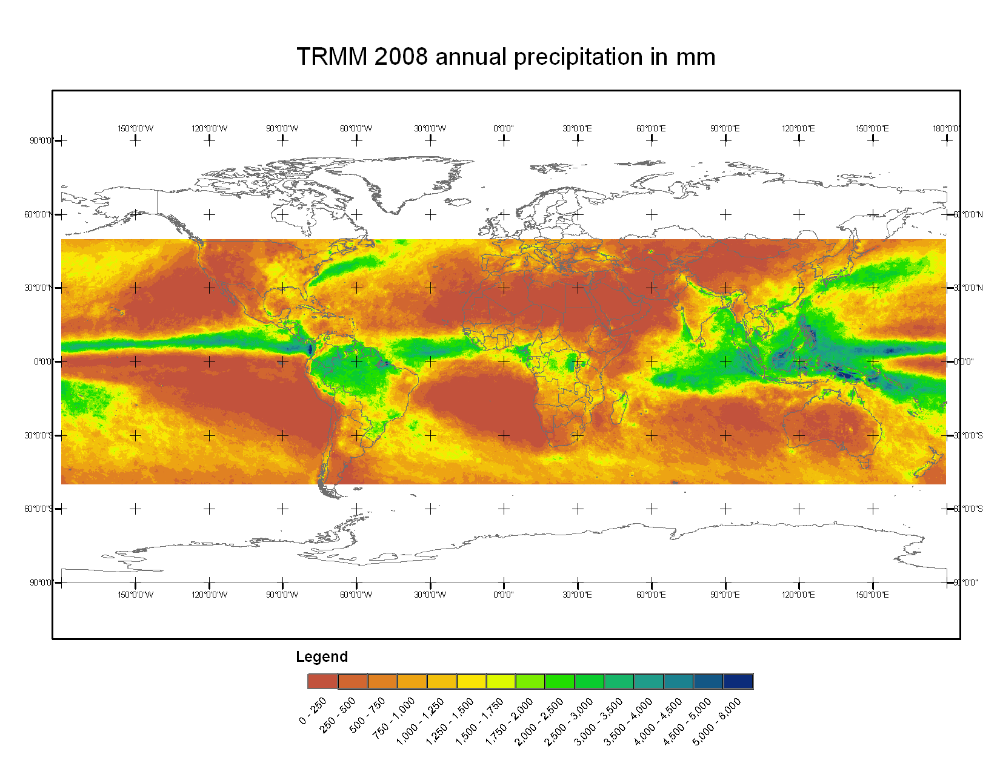 TRMM 2008 annual precipitation in mm
150°0'0"W 120°0'0"W 90°0'0"W 60°0'0"W 30°0'0"W 0°0'0" 30°0'0"E 60°0'0"E 90°0'0"E 120°0'0"E 150°0'0"E 180°0'0"
90°0'0"
60°0'0"N 60°0'0"N
30°0'0"N 30°0'0"N
0°0'0" 0°0'0"
30°0'0"S 30°0'0"S
60°0'0"S 60°0'0"S
90°0'0" 90°0'0"
150°0'0"W 120°0'0"W 90°0'0"W 60°0'0"W 30°0'0"W 0°0'0" 30°0'0"E 60°0'0"E 90°0'0"E 120°0'0"E 150°0'0"E
Legend
0 - 250
250 - 500
500 - 750
750 - 1,000
1,000 - 1,250
1,250 - 1,500
1,500 - 1,750
1,750 - 2,000
2,000 - 2,500
2,500 - 3,000
3,000 - 3,500
3,500 - 4,000
4,000 - 4,500
4,500 - 5,000
5,000 - 8,000